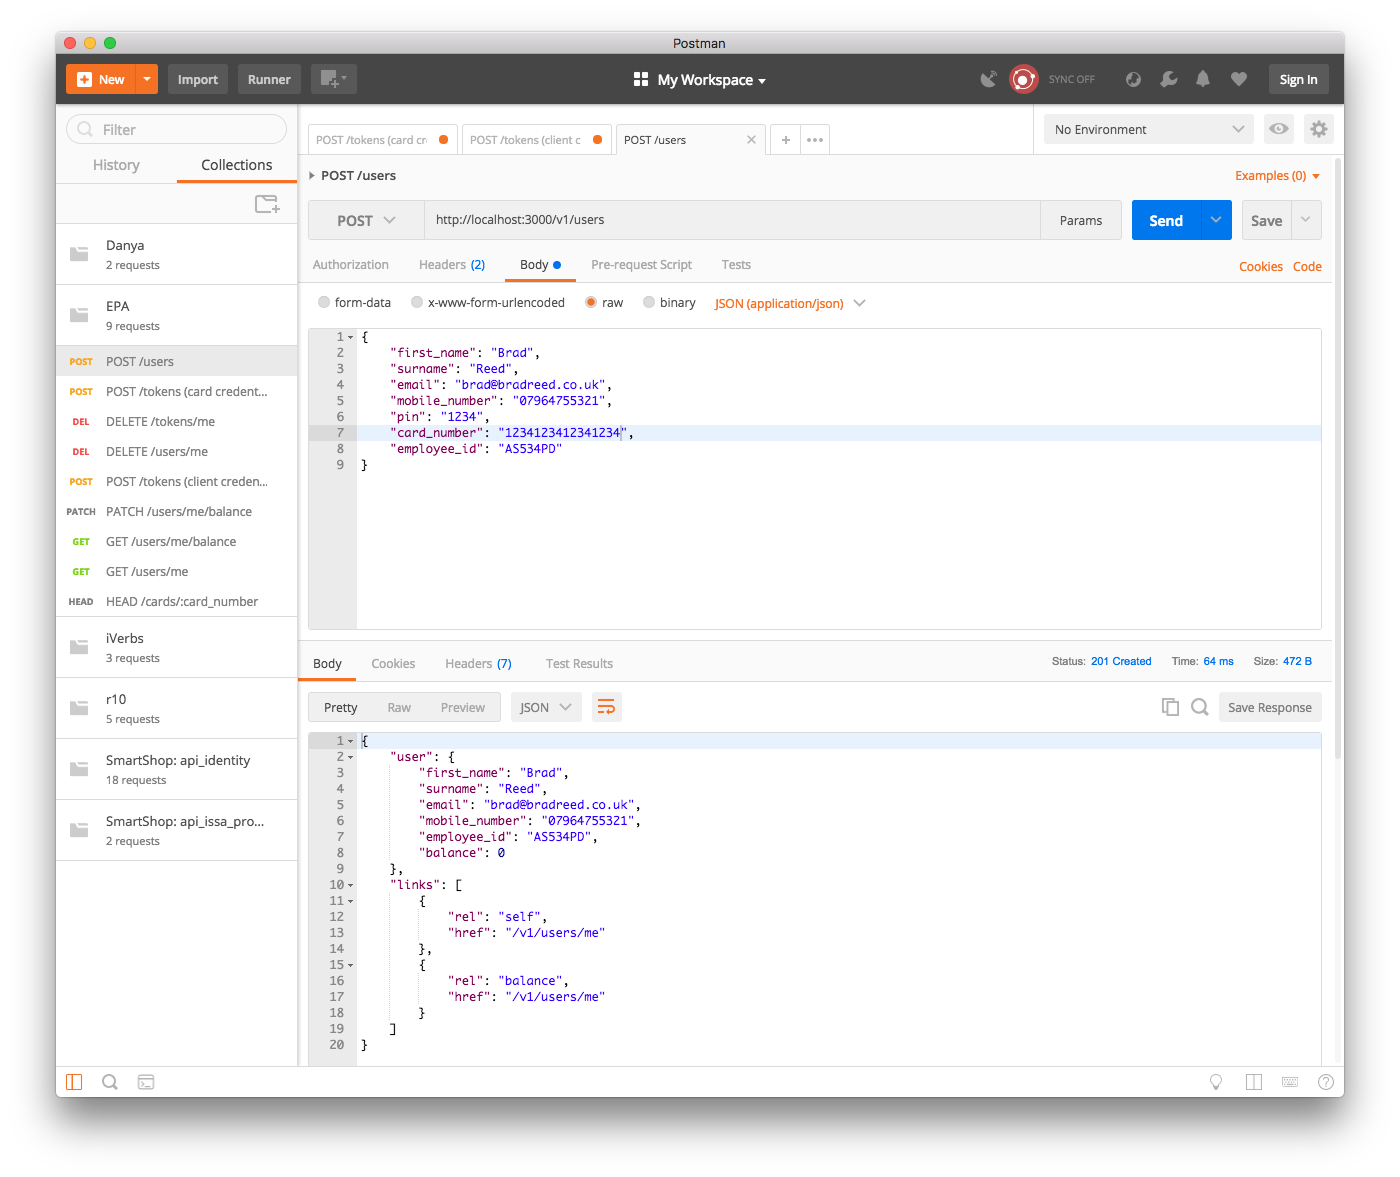 Postman
New
Import
Runner
My Workspace
SYNC OFF
Sign In
Filter
History
Collections
Danya
2 requests
EPA
9 requests
POST POST /users
POST POST /tokens (card credent...
DEL DELETE /tokens/me
DEL DELETE /users/me
POST POST /tokens (client creden...
PATCH PATCH /users/me/balance
GET GET /users/me/balance
GET GET /users/me
HEAD HEAD /cards/:card_number
iVerbs
3 requests
r10
5 requests
SmartShop: api_identity
18 requests
SmartShop: api_issa_pro...
2 requests
POST /tokens (card cr
POST /tokens (client c
POST /users
No Environment
POST /users
Examples (0)
POST
http://localhost:3000/v1/users
Params
Send
Save
Authorization
Headers (2)
Body
Pre-request Script
Tests
Cookies
Code
form-data
x-www-form-urlencoded
raw
binary
JSON (application/json)
1 {
2 "first_name": "Brad",
3 "surname": "Reed",
4 "email": "brad@bradreed.co.uk",
5 "mobile_number": "07964755321",
6 "pin": "1234",
7 "card_number": "1234123412341234",
8 "employee_id": "AS534PD"
9 }
Body
Cookies
Headers (7)
Test Results
Status: 201 Created
Time: 64 ms
Size: 472 B
Pretty
Raw
Preview
JSON
Save Response
1 {
2 "user": {
3 "first_name": "Brad",
4 "surname": "Reed",
5 "email": "brad@bradreed.co.uk",
6 "mobile_number": "07964755321",
7 "employee_id": "AS534PD",
8 "balance": 0
9 },
10 "links": [
11 {
12 "rel": "self",
13 "href": "/v1/users/me"
14 },
15 {
16 "rel": "balance",
17 "href": "/v1/users/me"
18 }
19 ]
20 }